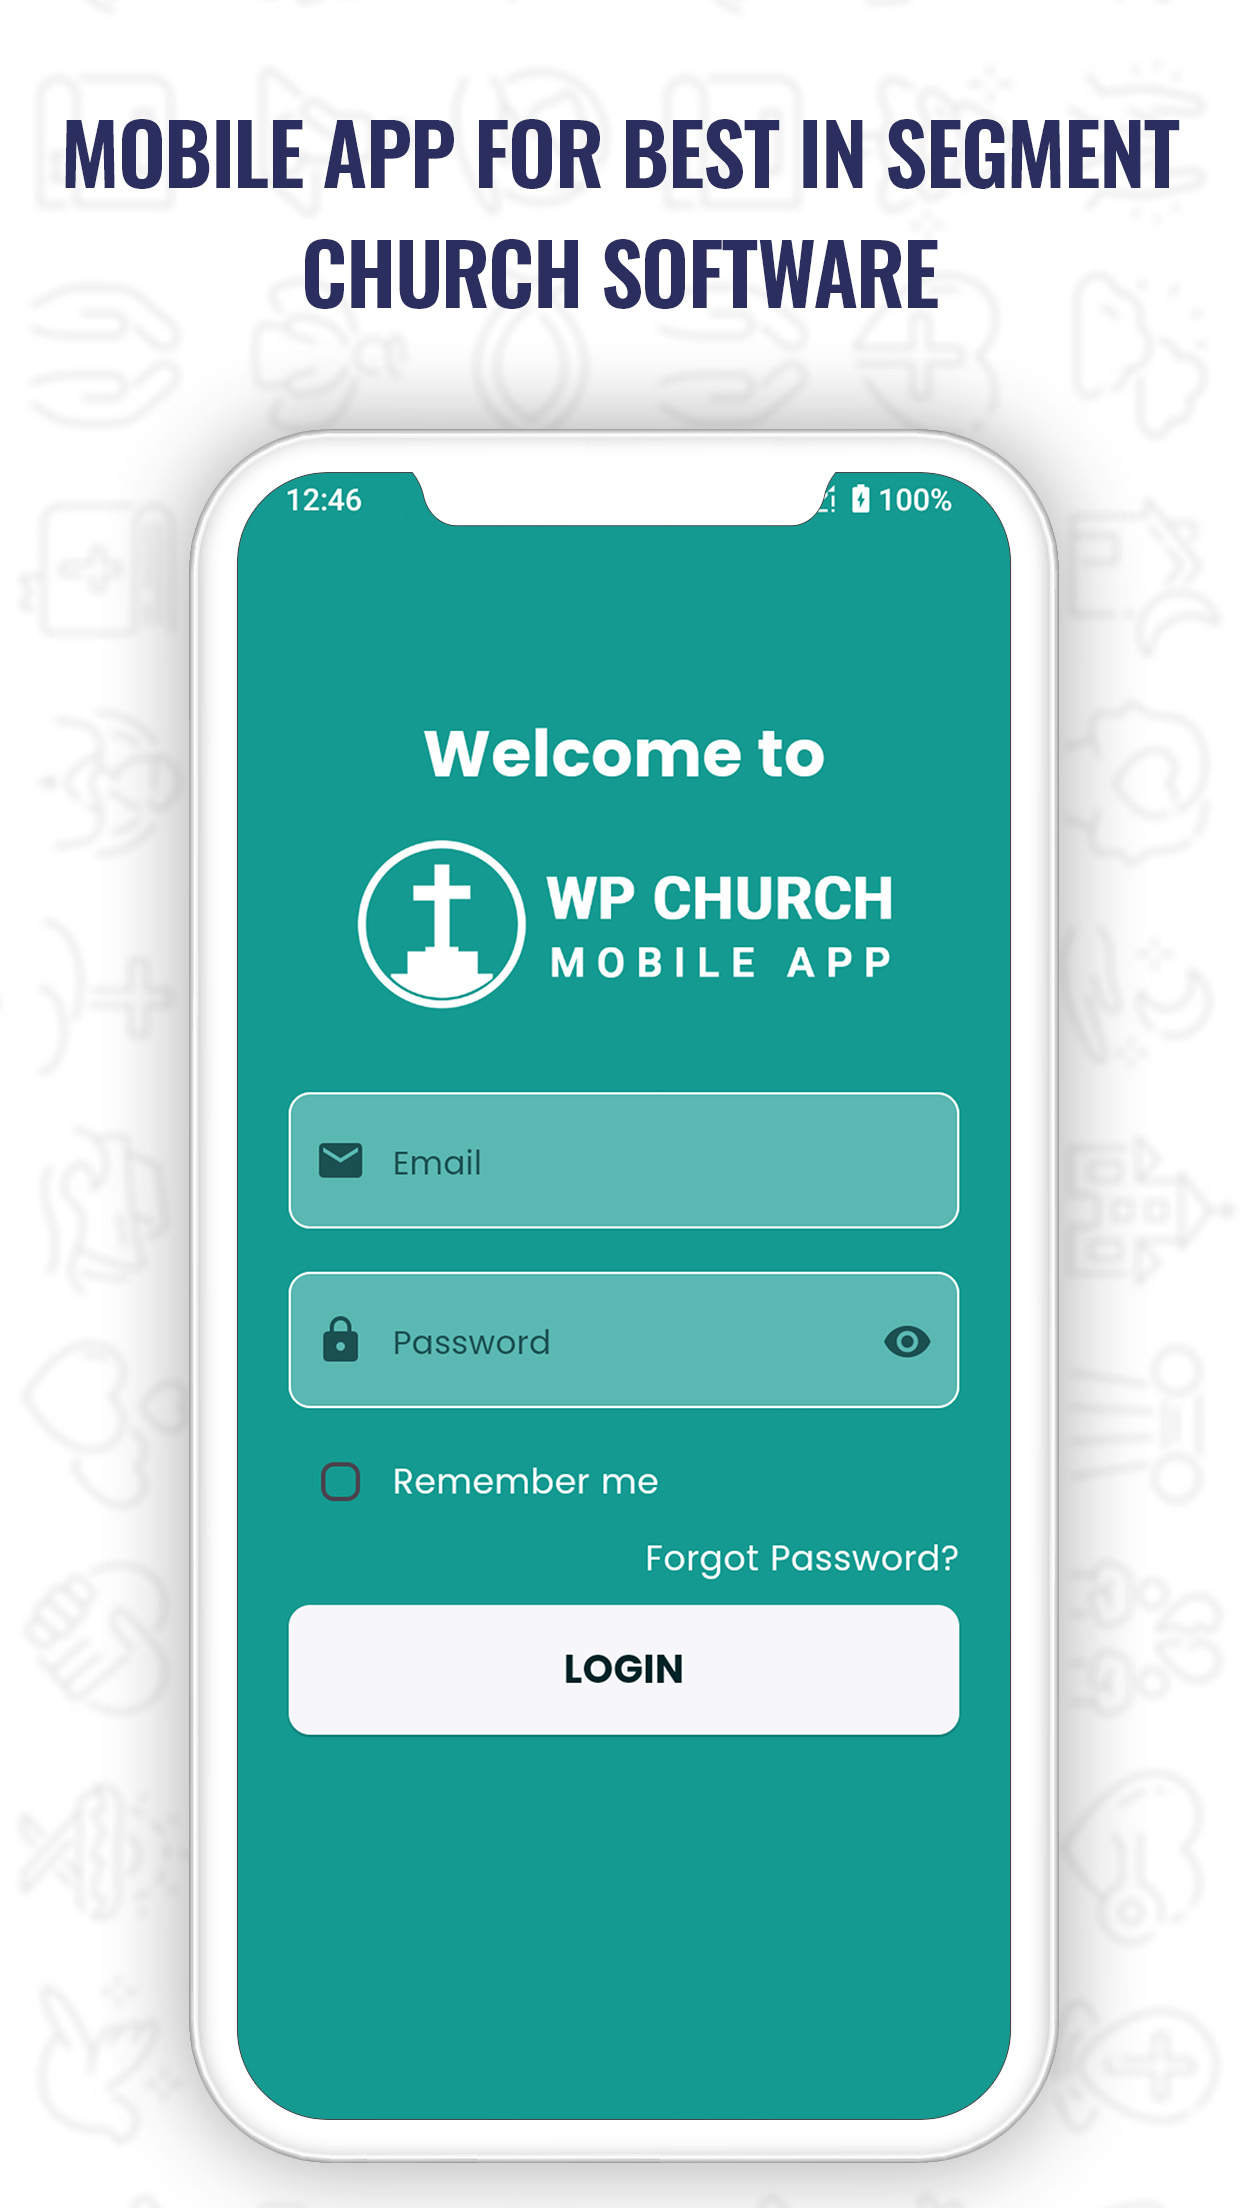 MOBILE APP FOR BEST IN SEGMENT
CHURCH SOFTWARE
12:46
100%
Welcome to
WP CHURCH
MOBILE APP
Email
Password
Remember me
Forgot Password?
LOGIN